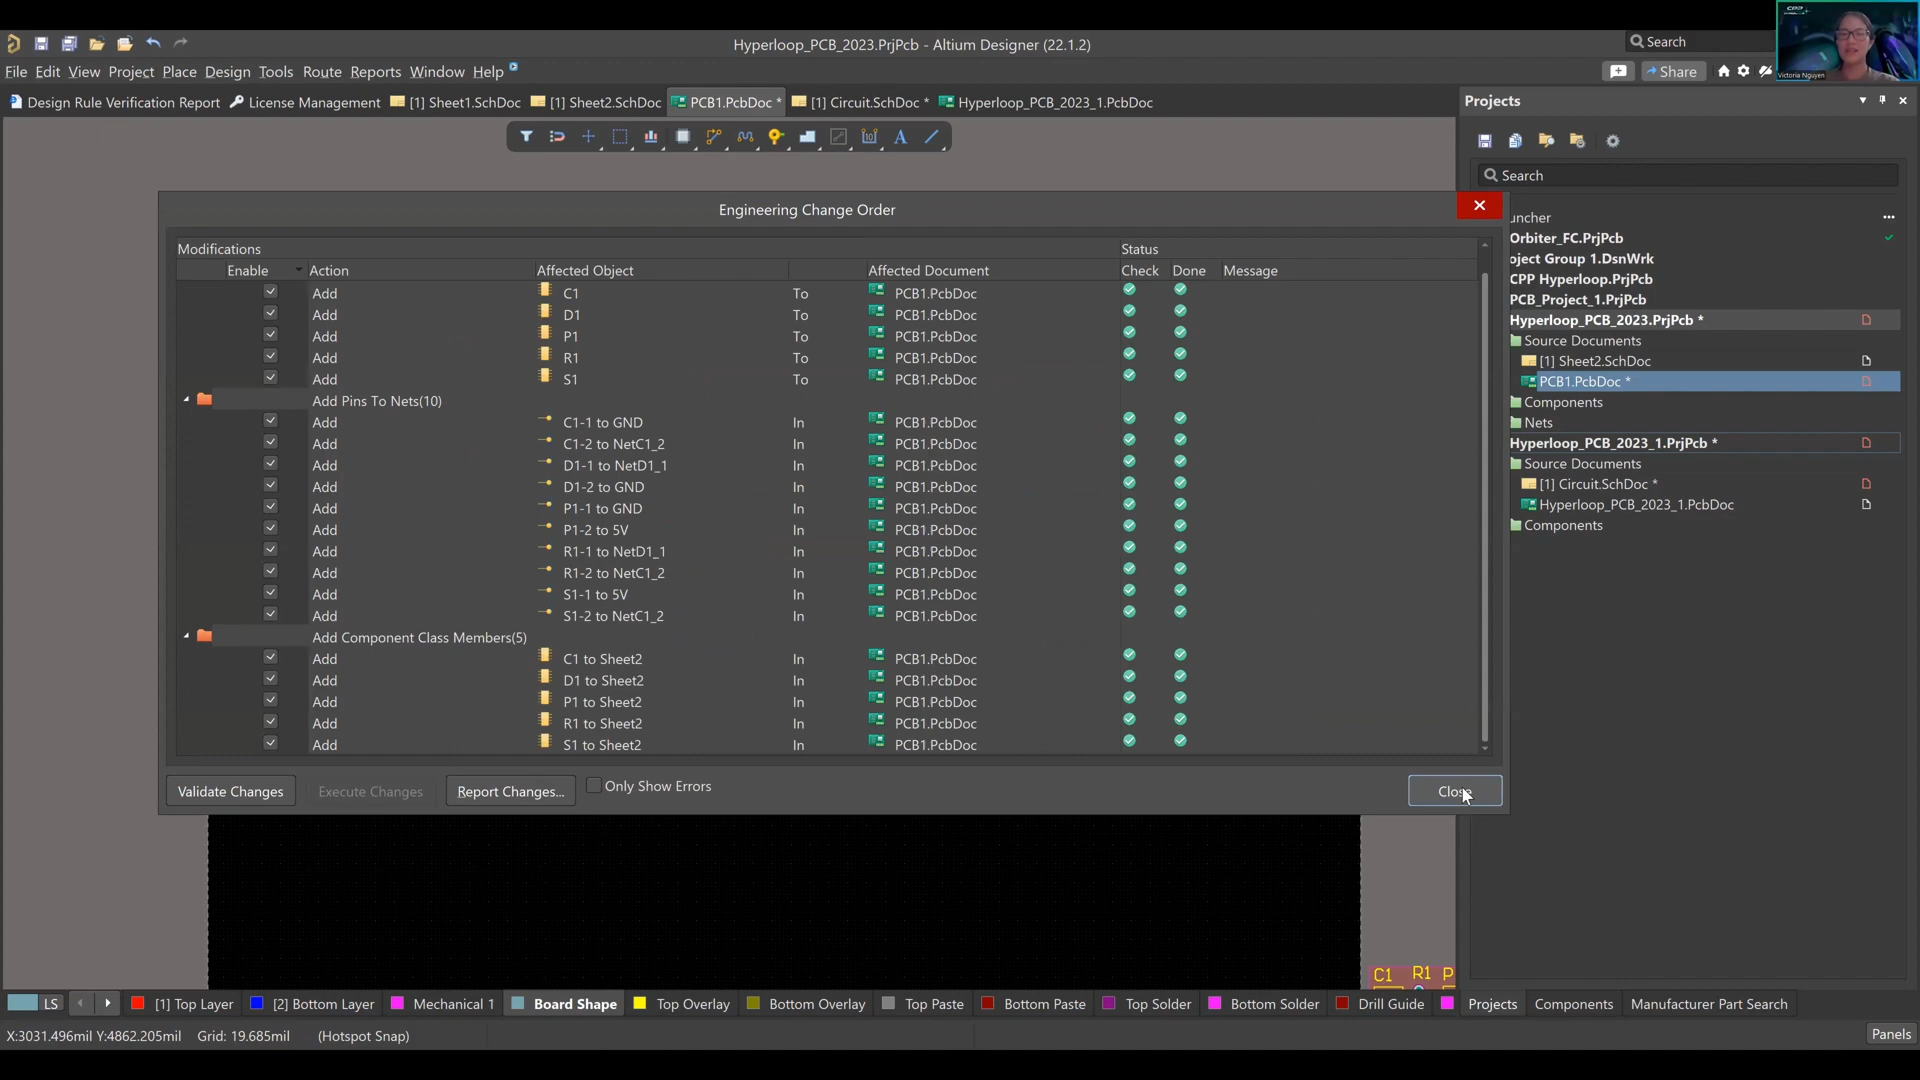 Hyperloop_PCB_2023.PrjPcb - Altium Designer (22.1.2)
Search
CPP
Victoria Nguyen
File Edit View Project Place Design Tools Route Reports Window Help
Share
Design Rule Verification Report License Management [1] Sheet1.SchDoc [1] Sheet2.SchDoc PCB1.PcbDoc * [1] Circuit.SchDoc * Hyperloop_PCB_2023_1.PcbDoc
Projects
Search
Engineering Change Order
Modifications Status
Enable Action Affected Object Affected Document Check Done Message
Add C1 To PCB1.PcbDoc
Add D1 To PCB1.PcbDoc
Add P1 To PCB1.PcbDoc
Add R1 To PCB1.PcbDoc
Add S1 To PCB1.PcbDoc
Add Pins To Nets(10)
Add C1-1 to GND In PCB1.PcbDoc
Add C1-2 to NetC1_2 In PCB1.PcbDoc
Add D1-1 to NetD1_1 In PCB1.PcbDoc
Add D1-2 to GND In PCB1.PcbDoc
Add P1-1 to GND In PCB1.PcbDoc
Add P1-2 to 5V In PCB1.PcbDoc
Add R1-1 to NetD1_1 In PCB1.PcbDoc
Add R1-2 to NetC1_2 In PCB1.PcbDoc
Add S1-1 to 5V In PCB1.PcbDoc
Add S1-2 to NetC1_2 In PCB1.PcbDoc
Add Component Class Members(5)
Add C1 to Sheet2 In PCB1.PcbDoc
Add D1 to Sheet2 In PCB1.PcbDoc
Add P1 to Sheet2 In PCB1.PcbDoc
Add R1 to Sheet2 In PCB1.PcbDoc
Add S1 to Sheet2 In PCB1.PcbDoc
Validate Changes Execute Changes Report Changes... Only Show Errors Close
uncher
Orbiter_FC.PrjPcb
oject Group 1.DsnWrk
CPP Hyperloop.PrjPcb
PCB_Project_1.PrjPcb
Hyperloop_PCB_2023.PrjPcb *
Source Documents
[1] Sheet2.SchDoc
PCB1.PcbDoc *
Components
Nets
Hyperloop_PCB_2023_1.PrjPcb *
Source Documents
[1] Circuit.SchDoc *
Hyperloop_PCB_2023_1.PcbDoc
Components
C1 R1 P
LS [1] Top Layer [2] Bottom Layer Mechanical 1 Board Shape Top Overlay Bottom Overlay Top Paste Bottom Paste Top Solder Bottom Solder Drill Guide Projects Components Manufacturer Part Search
X:3031.496mil Y:4862.205mil Grid: 19.685mil (Hotspot Snap)
Panels